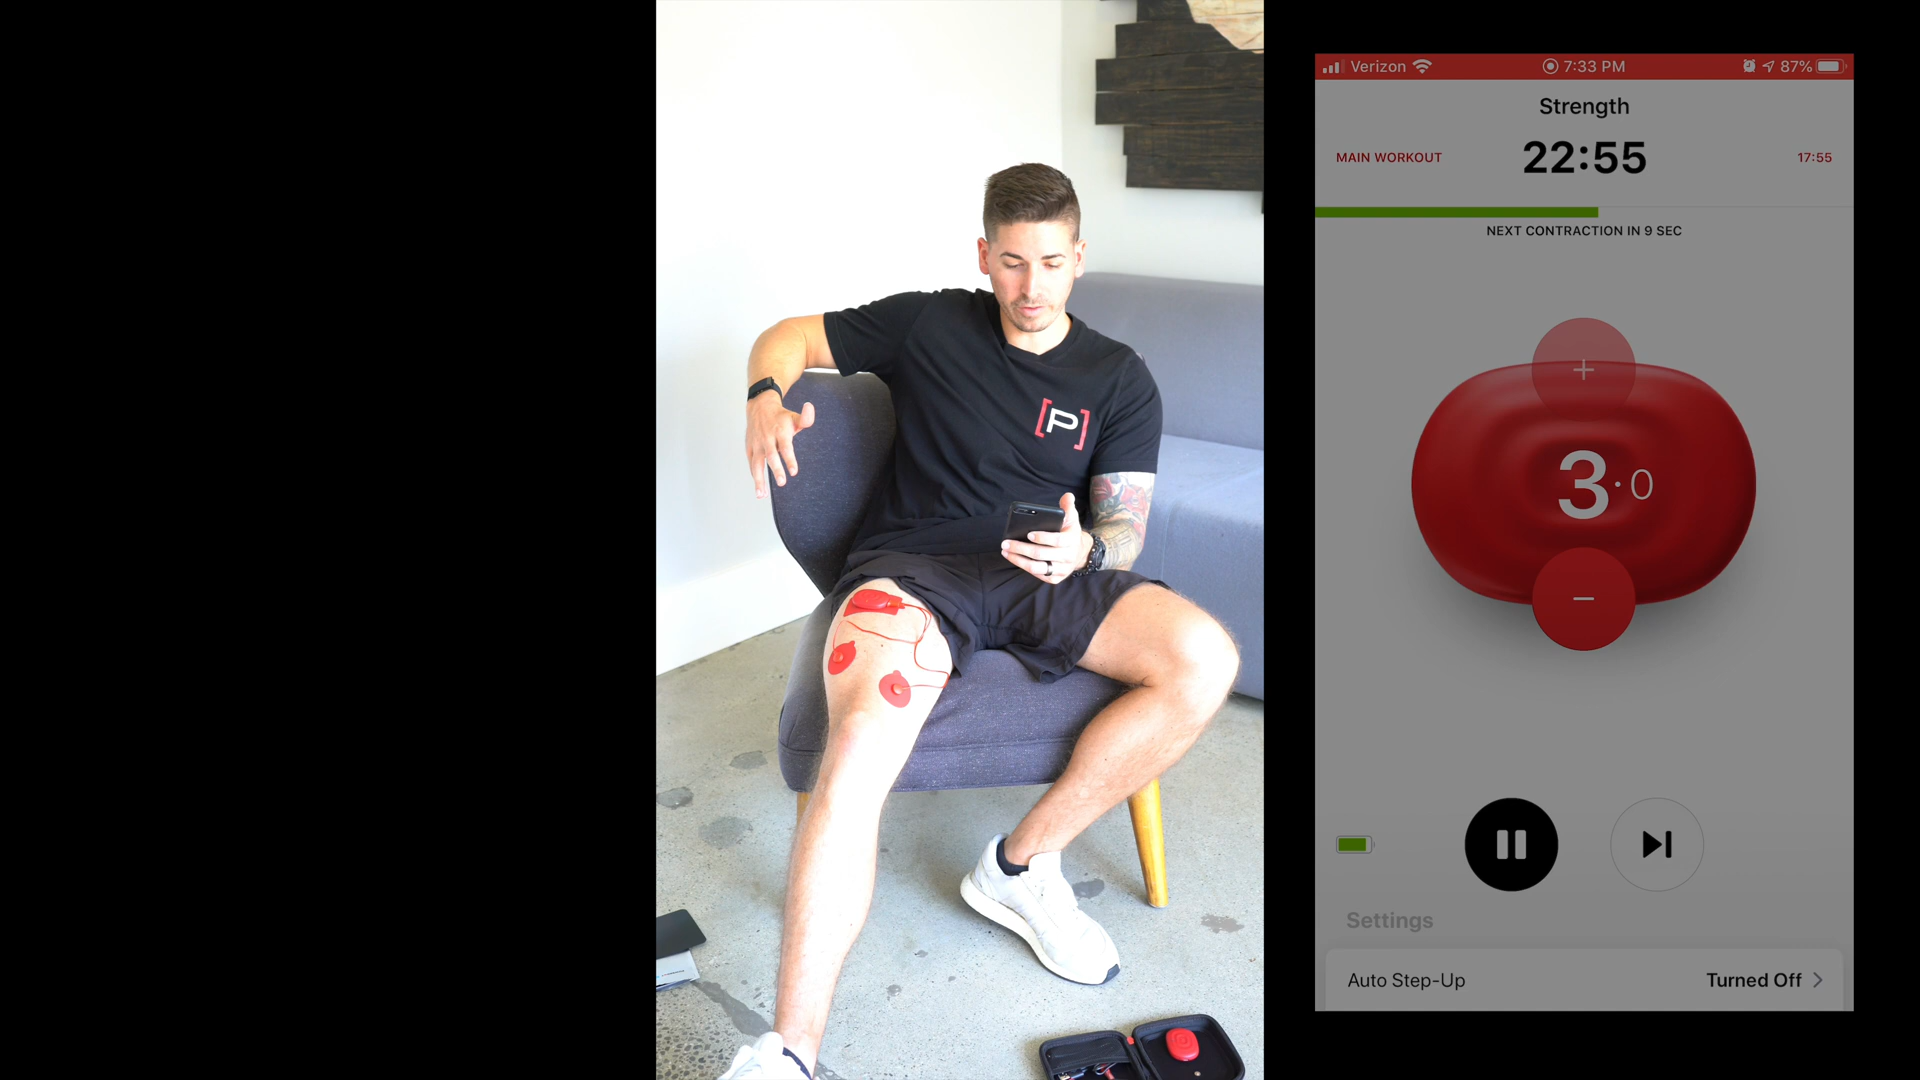 [P]
Verizon 7:33 PM 87%
Strength
MAIN WORKOUT 22:55 17:55
NEXT CONTRACTION IN 9 SEC
+
3.0
−
Settings
Auto Step-Up Turned Off >